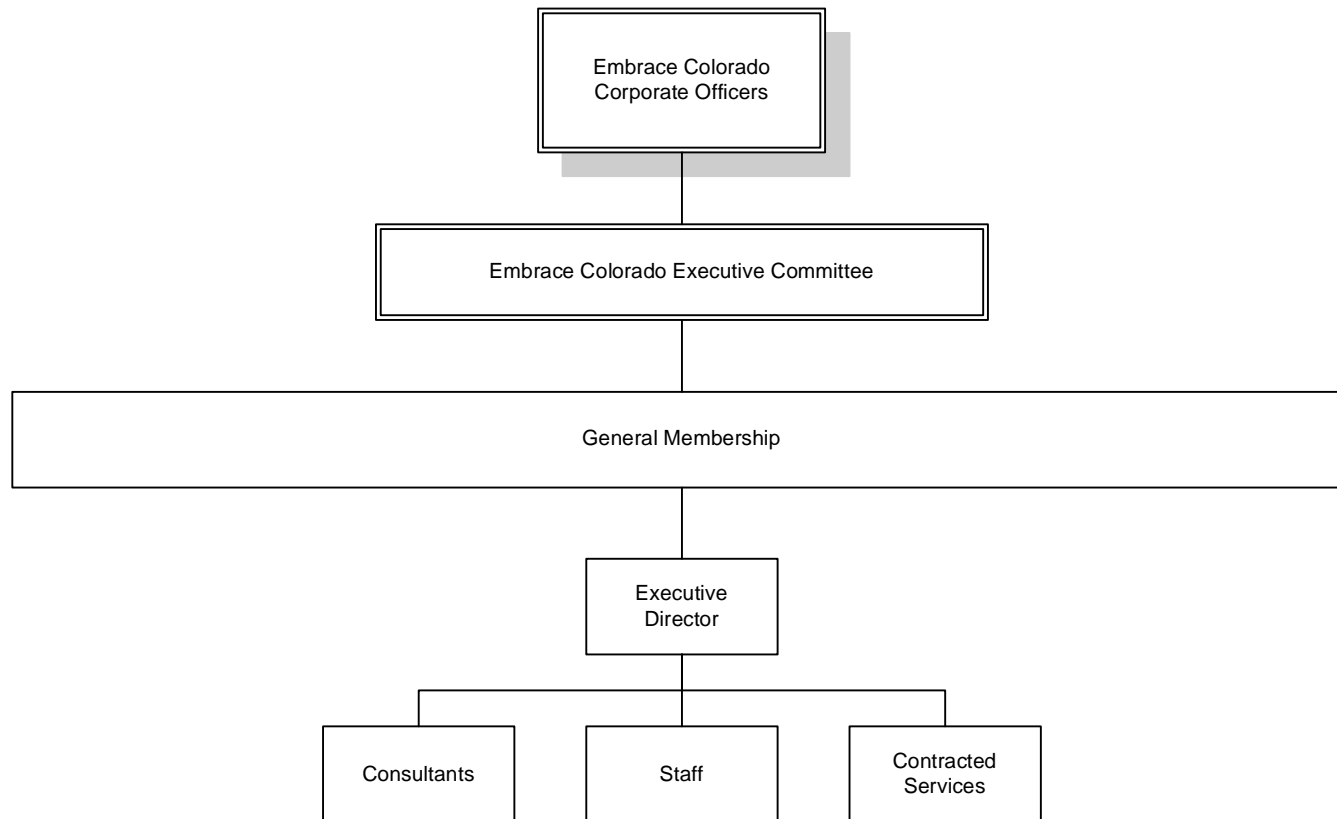 Embrace Colorado
Corporate Officers
Embrace Colorado Executive Committee
General Membership
Executive
Director
Consultants
Staff
Contracted
Services